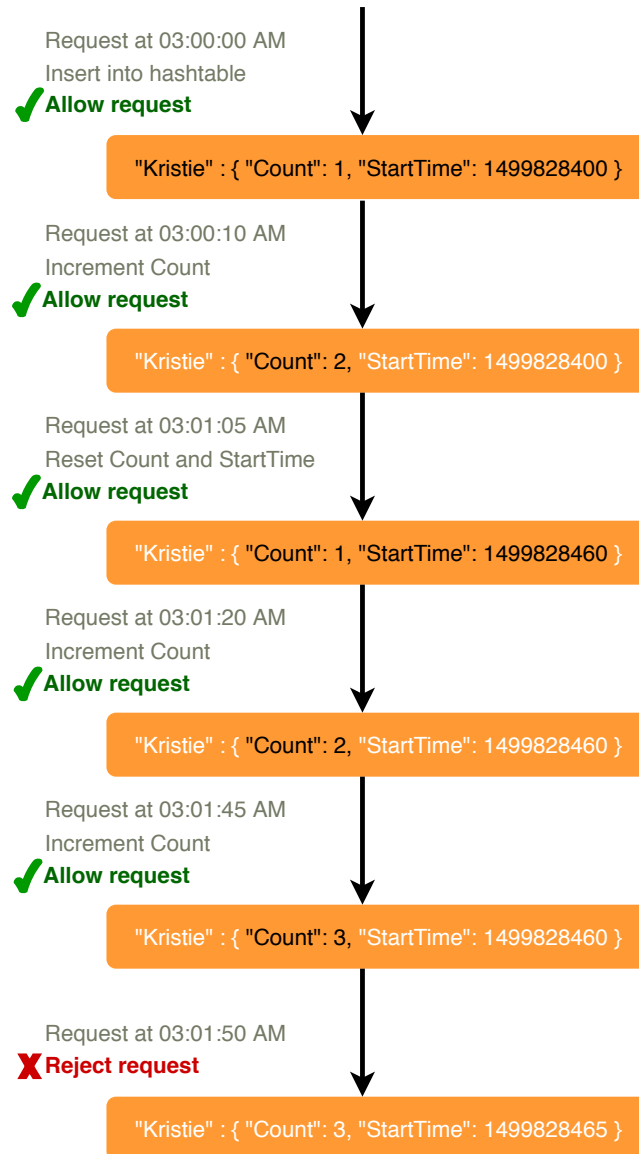 Request at 03:00:00 AM
Insert into hashtable
Allow request
"Kristie" : { "Count": 1, "StartTime": 1499828400 }
Request at 03:00:10 AM
Increment Count
Allow request
"Kristie" : { "Count": 2, "StartTime": 1499828400 }
Request at 03:01:05 AM
Reset Count and StartTime
Allow request
"Kristie" : { "Count": 1, "StartTime": 1499828460 }
Request at 03:01:20 AM
Increment Count
Allow request
"Kristie" : { "Count": 2, "StartTime": 1499828460 }
Request at 03:01:45 AM
Increment Count
Allow request
"Kristie" : { "Count": 3, "StartTime": 1499828460 }
Request at 03:01:50 AM
Reject request
"Kristie" : { "Count": 3, "StartTime": 1499828465 }